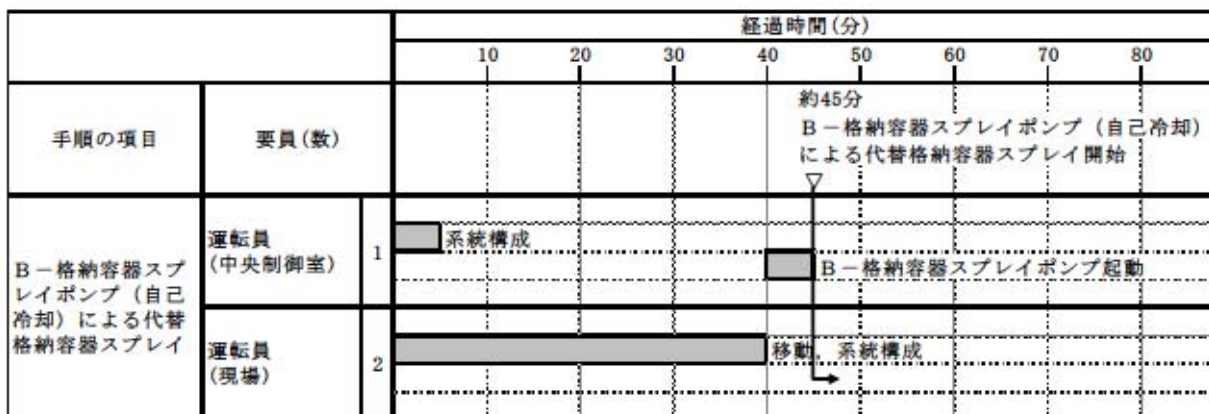 経過時間(分)
10 20 30 40 50 60 70 80
手順の項目
要員(数)
約45分
B－格納容器スプレイポンプ（自己冷却）
による代替格納容器スプレイ開始
▽
B－格納容器スプ
レイポンプ（自己
冷却）による代替
格納容器スプレイ
運転員
(中央制御室)
1
系統構成
B－格納容器スプレイポンプ起動
運転員
(現場)
2
移動，系統構成